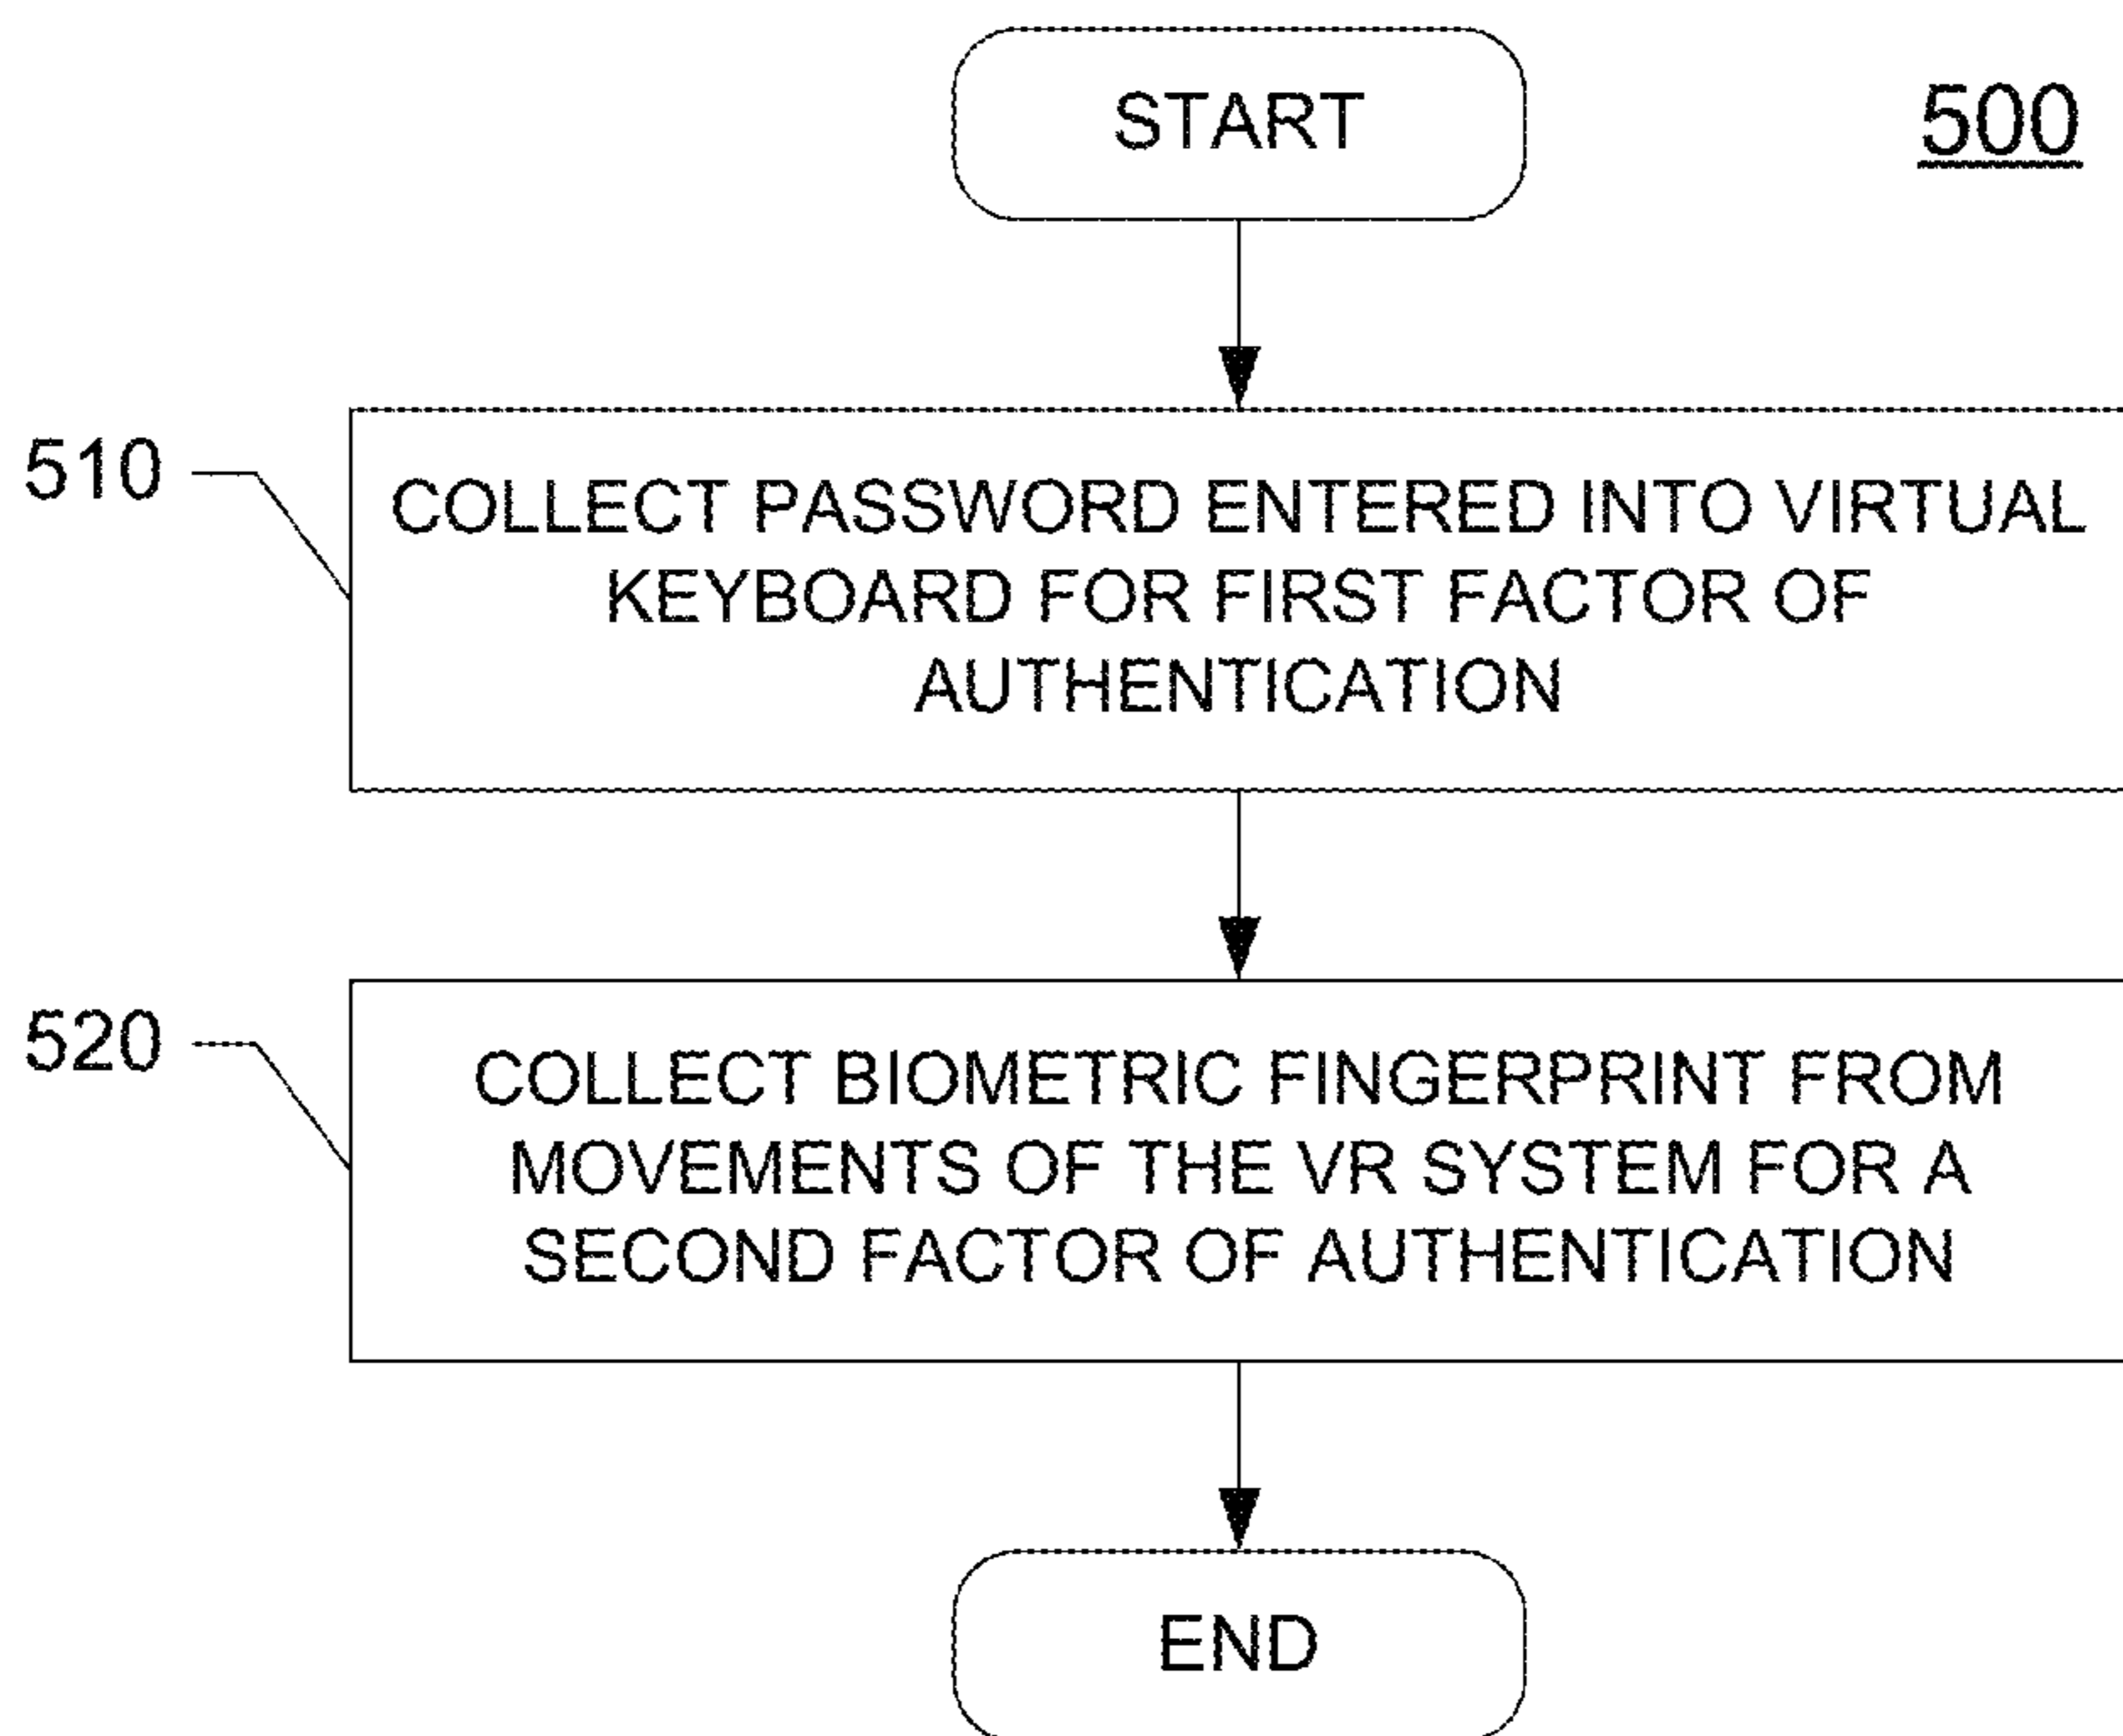 START
500
510
COLLECT PASSWORD ENTERED INTO VIRTUAL
KEYBOARD FOR FIRST FACTOR OF
AUTHENTICATION
520
COLLECT BIOMETRIC FINGERPRINT FROM
MOVEMENTS OF THE VR SYSTEM FOR A
SECOND FACTOR OF AUTHENTICATION
END